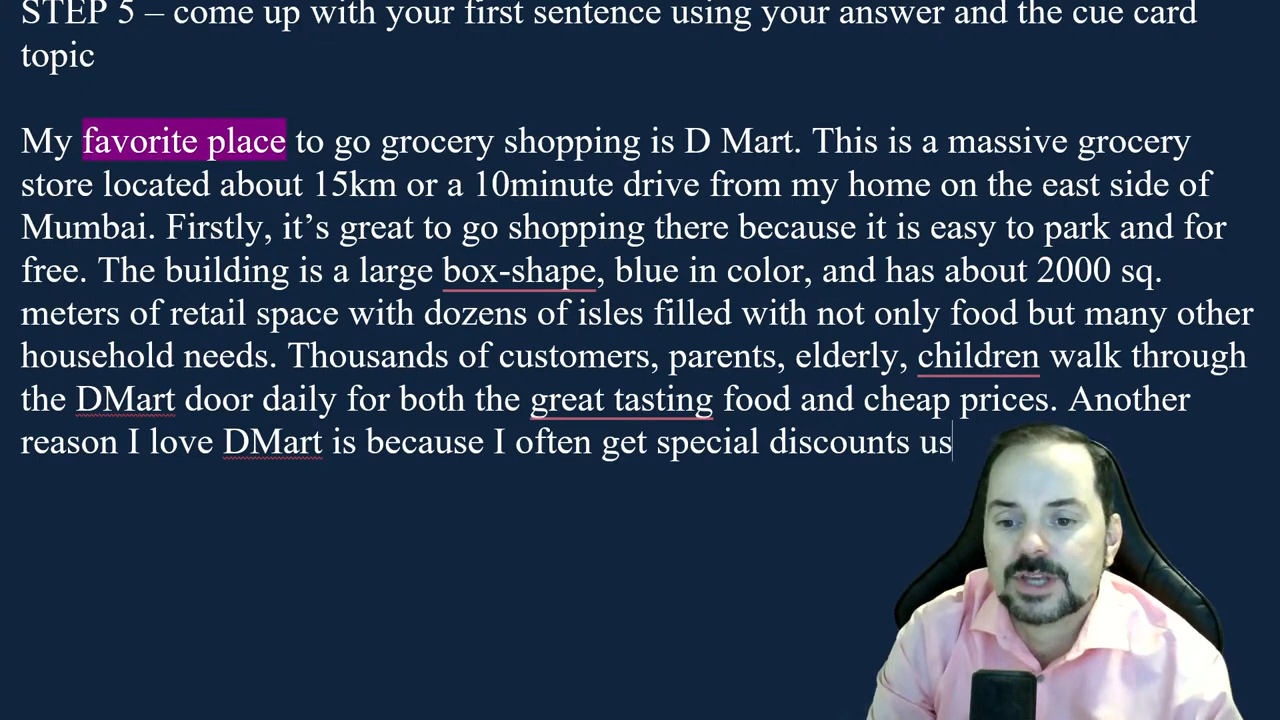 STEP 5 – come up with your first sentence using your answer and the cue card
topic
My favorite place to go grocery shopping is D Mart. This is a massive grocery
store located about 15km or a 10minute drive from my home on the east side of
Mumbai. Firstly, it’s great to go shopping there because it is easy to park and for
free. The building is a large box-shape, blue in color, and has about 2000 sq.
meters of retail space with dozens of isles filled with not only food but many other
household needs. Thousands of customers, parents, elderly, children walk through
the DMart door daily for both the great tasting food and cheap prices. Another
reason I love DMart is because I often get special discounts us